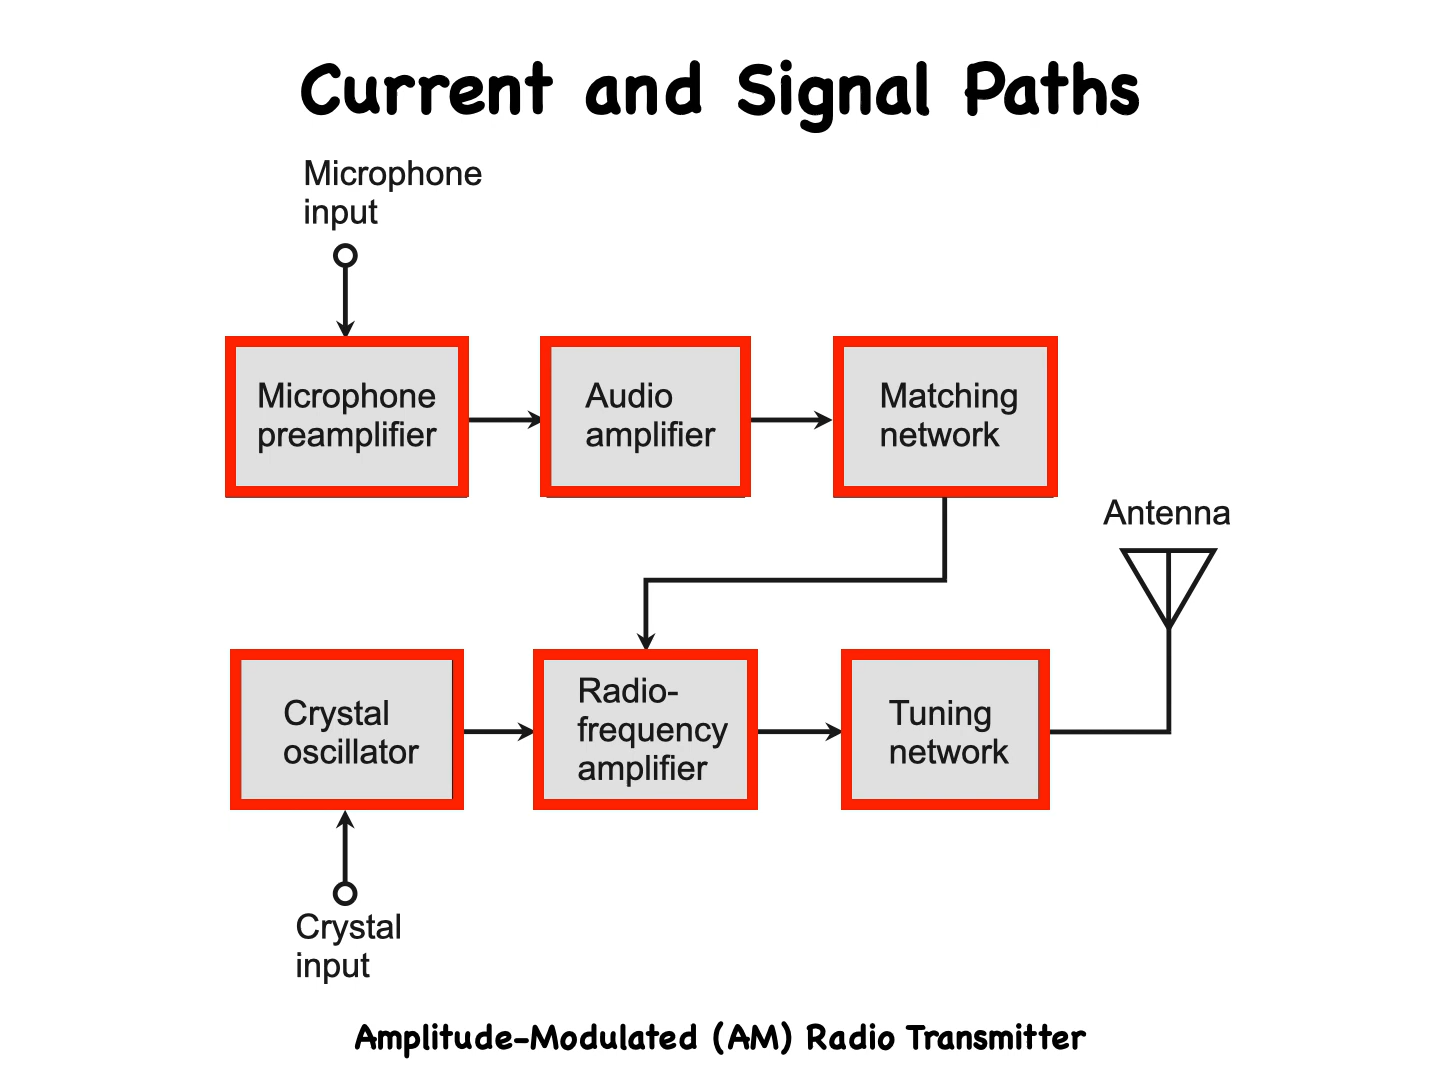 Current and Signal Paths
Microphone
input
Microphone
preamplifier
Audio
amplifier
Matching
network
Antenna
Crystal
oscillator
Radio-
frequency
amplifier
Tuning
network
Crystal
input
Amplitude-Modulated (AM) Radio Transmitter